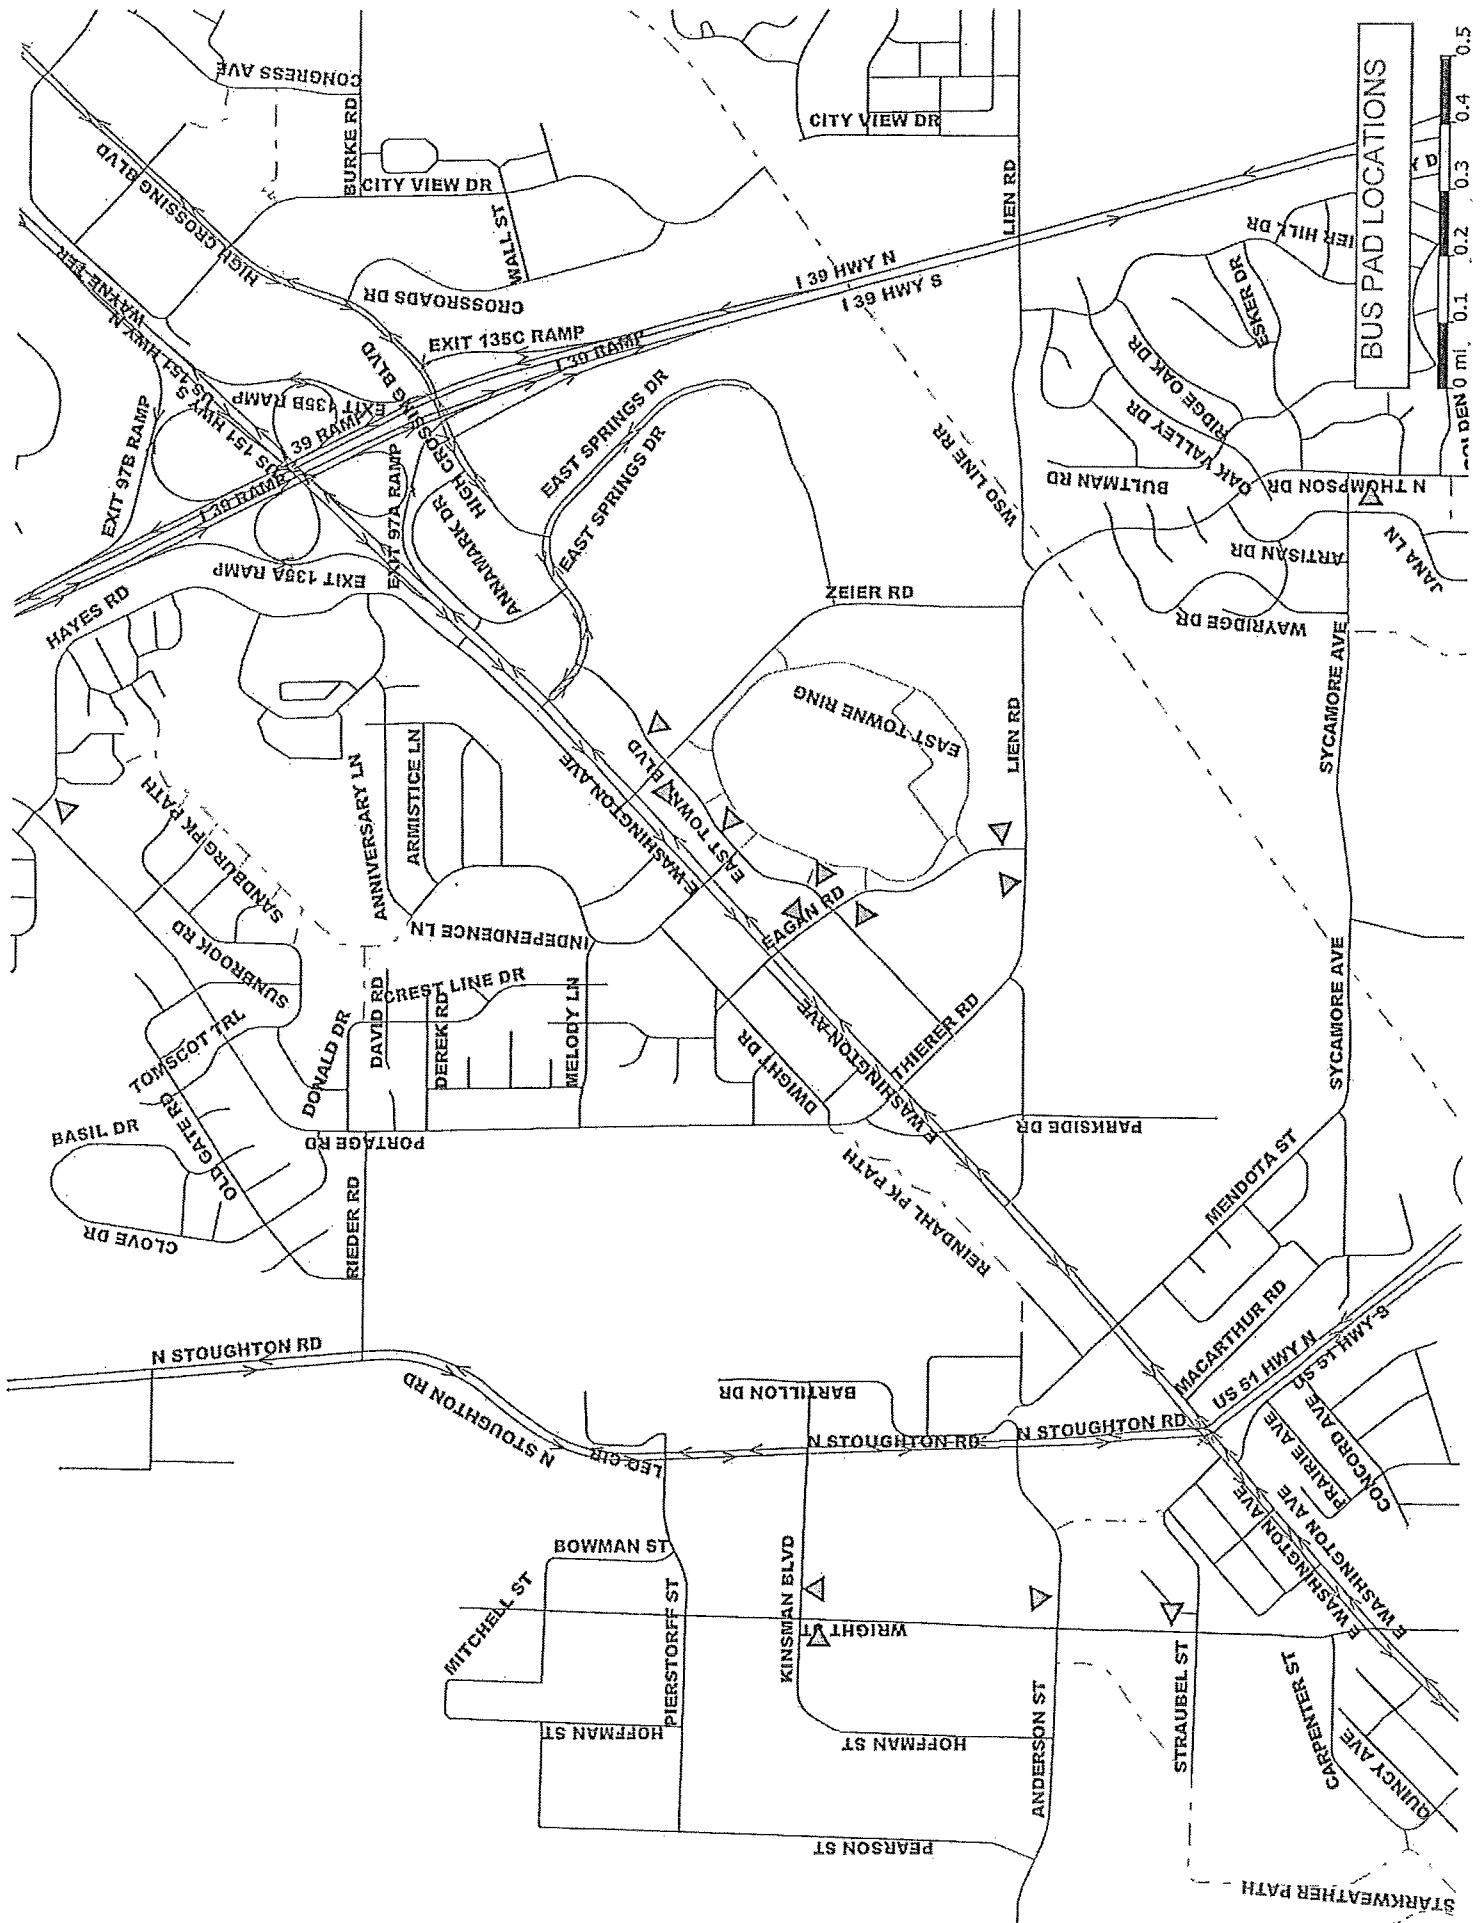 CONGRESS AVE
BURKE RD
HIGH CROSSING BLVD
CITY VIEW DR
CITY VIEW DR
WALL ST
LIEN RD
HIGH CROSSING
WAYNE TER
US 151 HWY N
US 151 HWY S
CROSSROADS DR
I 39 HWY N
I 39 HWY S
EXIT 135C RAMP
I 39 RAMP
HIGH CROSSING BLVD
EXIT 135B RAMP
39 RAMP
EXIT 97B RAMP
I 39 RAMP
EXIT 97A RAMP
EXIT 135A RAMP
ANNAMARK DR
EAST SPRINGS DR
EAST SPRINGS DR
WSO LINE RR
IER HILL DR
ESKER DR
RIDGE OAK DR
OAK VALLEY DR
BULTMAN RD
N THOMPSON DR
ARTISAN DR
JANA LN
WAYRIDGE DR
BUS PAD LOCATIONS
0 mi.
0.1
0.2
0.3
0.4
0.5
HAYES RD
ZEIER RD
EAST TOWNE RING
LIEN RD
SYCAMORE AVE
SANDBURG PK PATH
ANNIVERSARY LN
ARMISTICE LN
E WASHINGTON AVE
E WASHINGTON
EAST TOWNE BLVD
EAST
EAGAN RD
INDEPENDENCE LN
SUNBROOK RD
TOMSCOT TRL
DONALD DR
DAVID RD
CREST LINE DR
DEREK RD
MELODY LN
DWIGHT DR
E WASHINGTON AVE
E WASHINGTON AVE
THIERER RD
SYCAMORE AVE
BASIL DR
OLD GATE RD
PORTAGE RD
PARKSIDE DR
CLOVE DR
RIEDER RD
REINDAHL PK PATH
MENDOTA ST
N STOUGHTON RD
N STOUGHTON RD
BARTILLON DR
MACARTHUR RD
US 51 HWY N
US 51 HWY S
LEO CIR
N STOUGHTON RD
N STOUGHTON RD
PRAIRIE AVE
CONCORD AVE
BOWMAN ST
MITCHELL ST
PIERSTORFF ST
KINSMAN BLVD
WRIGHT ST
E WASHINGTON AVE
E WASHINGTON AVE
HOFFMAN ST
HOFFMAN ST
ANDERSON ST
STRAUBEL ST
CARPENTER ST
QUINCY AVE
PEARSON ST
STARKWEATHER PATH